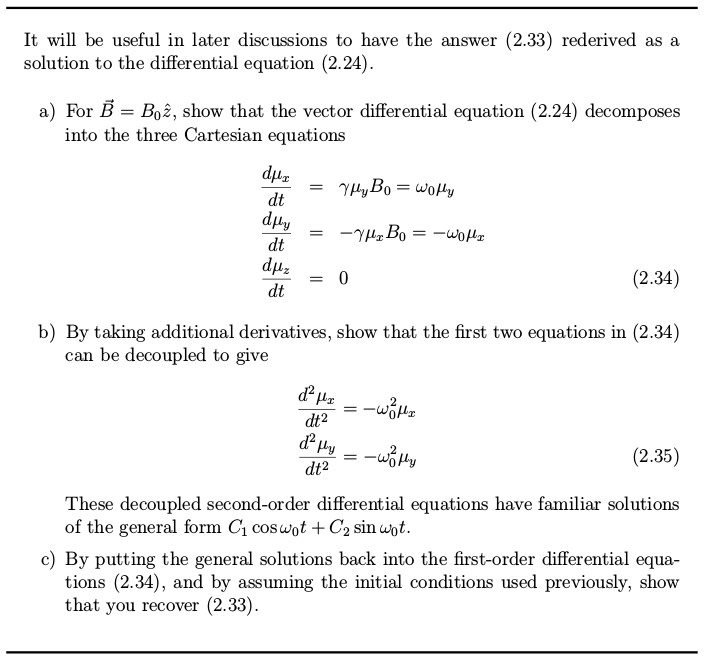 It will be useful in later discussions to have the answer (2.33) rederived as a
solution to the differential equation (2.24).
a) For $\vec{B} = B_0\hat{z}$, show that the vector differential equation (2.24) decomposes
into the three Cartesian equations
$\frac{d\mu_x}{dt} = \gamma\mu_y B_0 = \omega_0\mu_y$
$\frac{d\mu_y}{dt} = -\gamma\mu_x B_0 = -\omega_0\mu_x$
$\frac{d\mu_z}{dt} = 0$ (2.34)
b) By taking additional derivatives, show that the first two equations in (2.34)
can be decoupled to give
$\frac{d^2\mu_x}{dt^2} = -\omega_0^2\mu_x$
$\frac{d^2\mu_y}{dt^2} = -\omega_0^2\mu_y$ (2.35)
These decoupled second-order differential equations have familiar solutions
of the general form $C_1 \cos\omega_0 t + C_2 \sin\omega_0 t$.
c) By putting the general solutions back into the first-order differential equa-
tions (2.34), and by assuming the initial conditions used previously, show
that you recover (2.33).